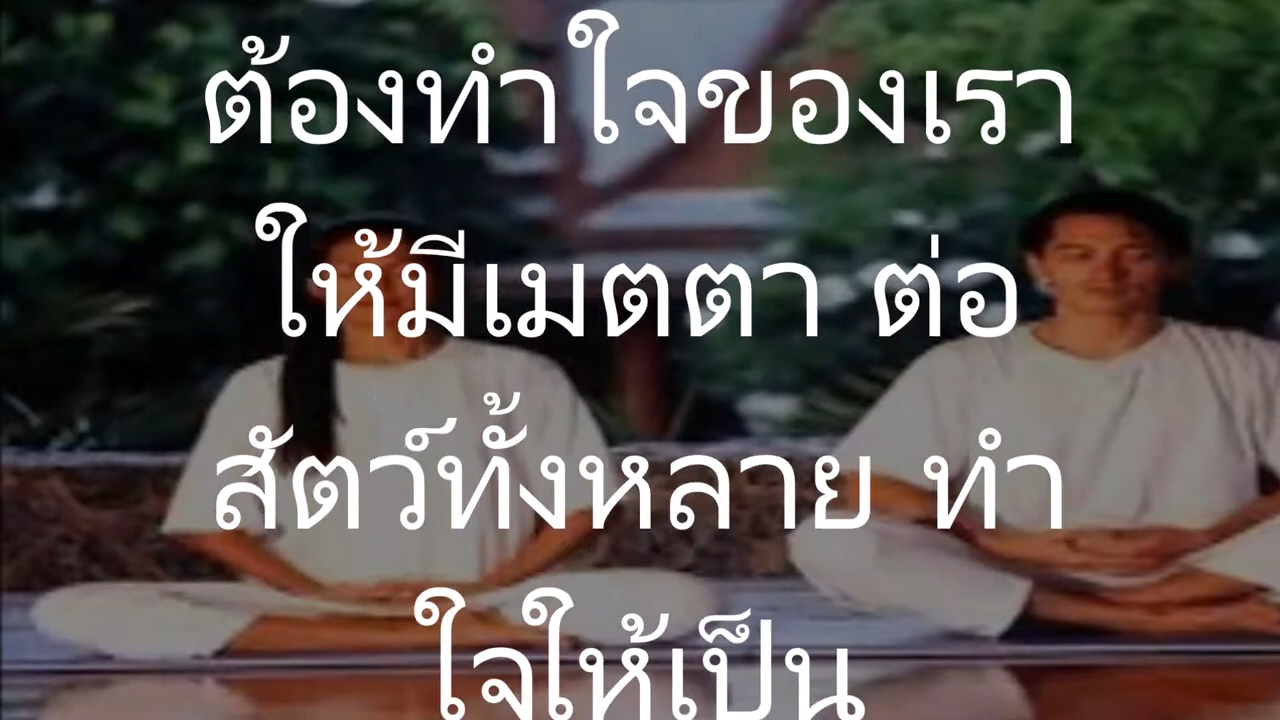 ต้องทำใจของเรา
ให้มีเมตตา ต่อ
สัตว์ทั้งหลาย ทำ
ใจให้เป็น